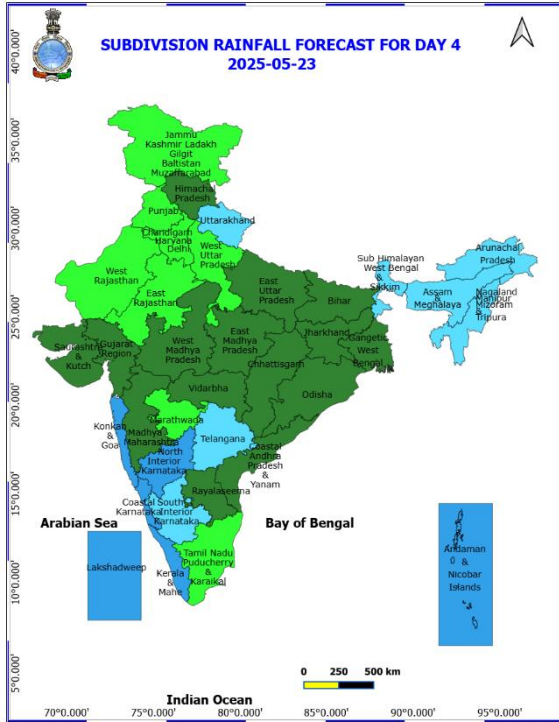 SUBDIVISION RAINFALL FORECAST FOR DAY 4
2025-05-23
40°0.000'
35°0.000'
30°0.000'
25°0.000'
20°0.000'
15°0.000'
10°0.000'
5°0.000'
Jammu
Kashmir Ladakh
Gilgit
Baltistan
Muzaffarabad
Himachal
Pradesh
Punjab
Uttarakhand
Chandigarh
Haryana
Delhi
West
Uttar
Pradesh
Arunachal
Pradesh
Sub Himalayan
West Bengal
&
Sikkim
West
Rajasthan
East
Rajasthan
East
Uttar
Pradesh
Bihar
Assam
&
Meghalaya
Nagaland
Manipur
Mizoram
&
Tripura
Saurashtra
&
Kutch
Gujarat
Region
West
Madhya
Pradesh
East
Madhya
Pradesh
Jharkhand
Gangetic
West
Bengal
Chhattisgarh
Vidarbha
Odisha
Konkan
&
Goa
Marathwada
Madhya
Maharashtra
Telangana
North
Interior
Karnataka
Coastal
Andhra
Pradesh
&
Yanam
Rayalaseema
Coastal
Karnataka
South
Interior
Karnataka
Arabian Sea
Bay of Bengal
Lakshadweep
Kerala
&
Mahe
Tamil Nadu
Puducherry
&
Karaikal
Andaman
&
Nicobar
Islands
0 250 500 km
70°0.000' 75°0.000' 80°0.000' 85°0.000' 90°0.000' 95°0.000'
Indian Ocean